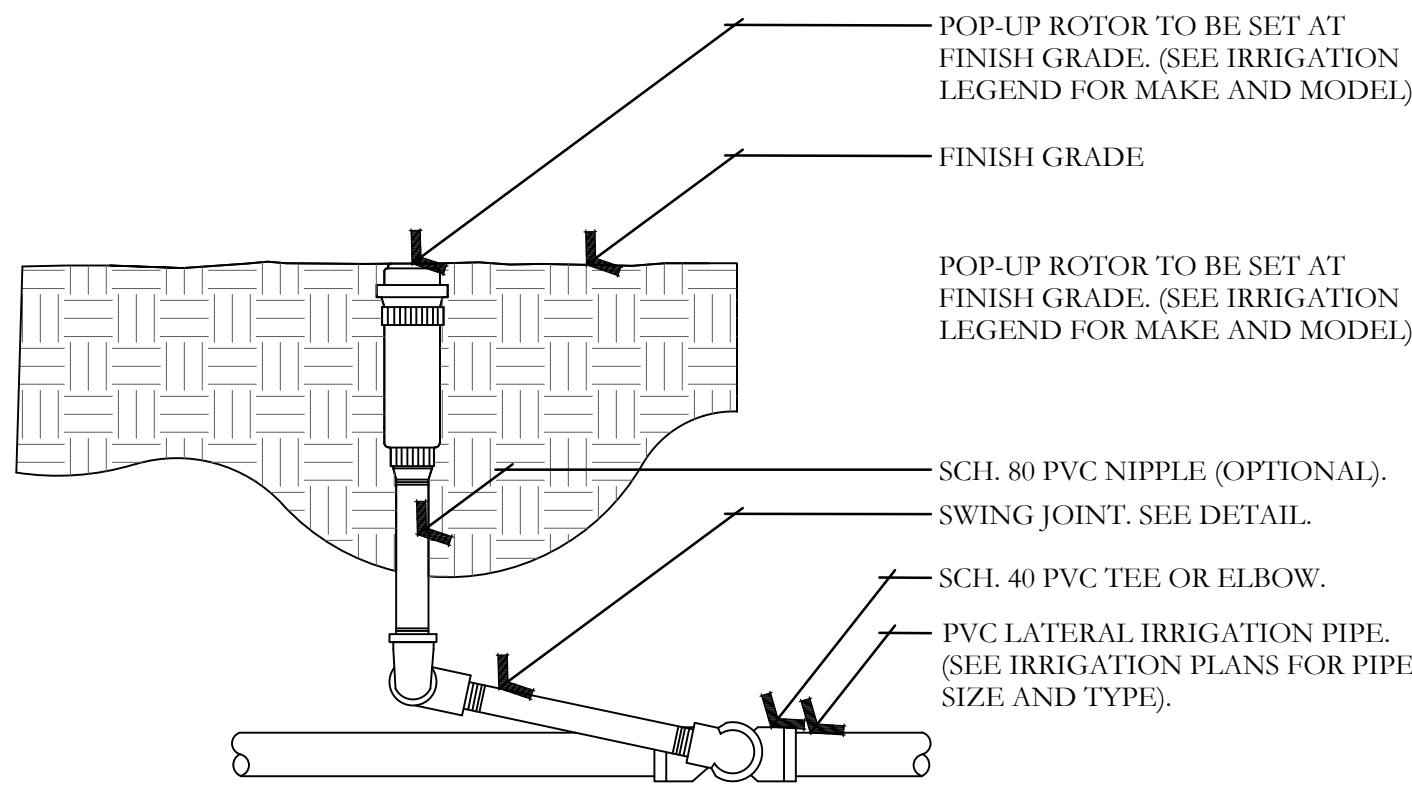 POP-UP ROTOR TO BE SET AT
FINISH GRADE. (SEE IRRIGATION
LEGEND FOR MAKE AND MODEL)
FINISH GRADE
POP-UP ROTOR TO BE SET AT
FINISH GRADE. (SEE IRRIGATION
LEGEND FOR MAKE AND MODEL)
SCH. 80 PVC NIPPLE (OPTIONAL).
SWING JOINT. SEE DETAIL.
SCH. 40 PVC TEE OR ELBOW.
PVC LATERAL IRRIGATION PIPE.
(SEE IRRIGATION PLANS FOR PIPE
SIZE AND TYPE).